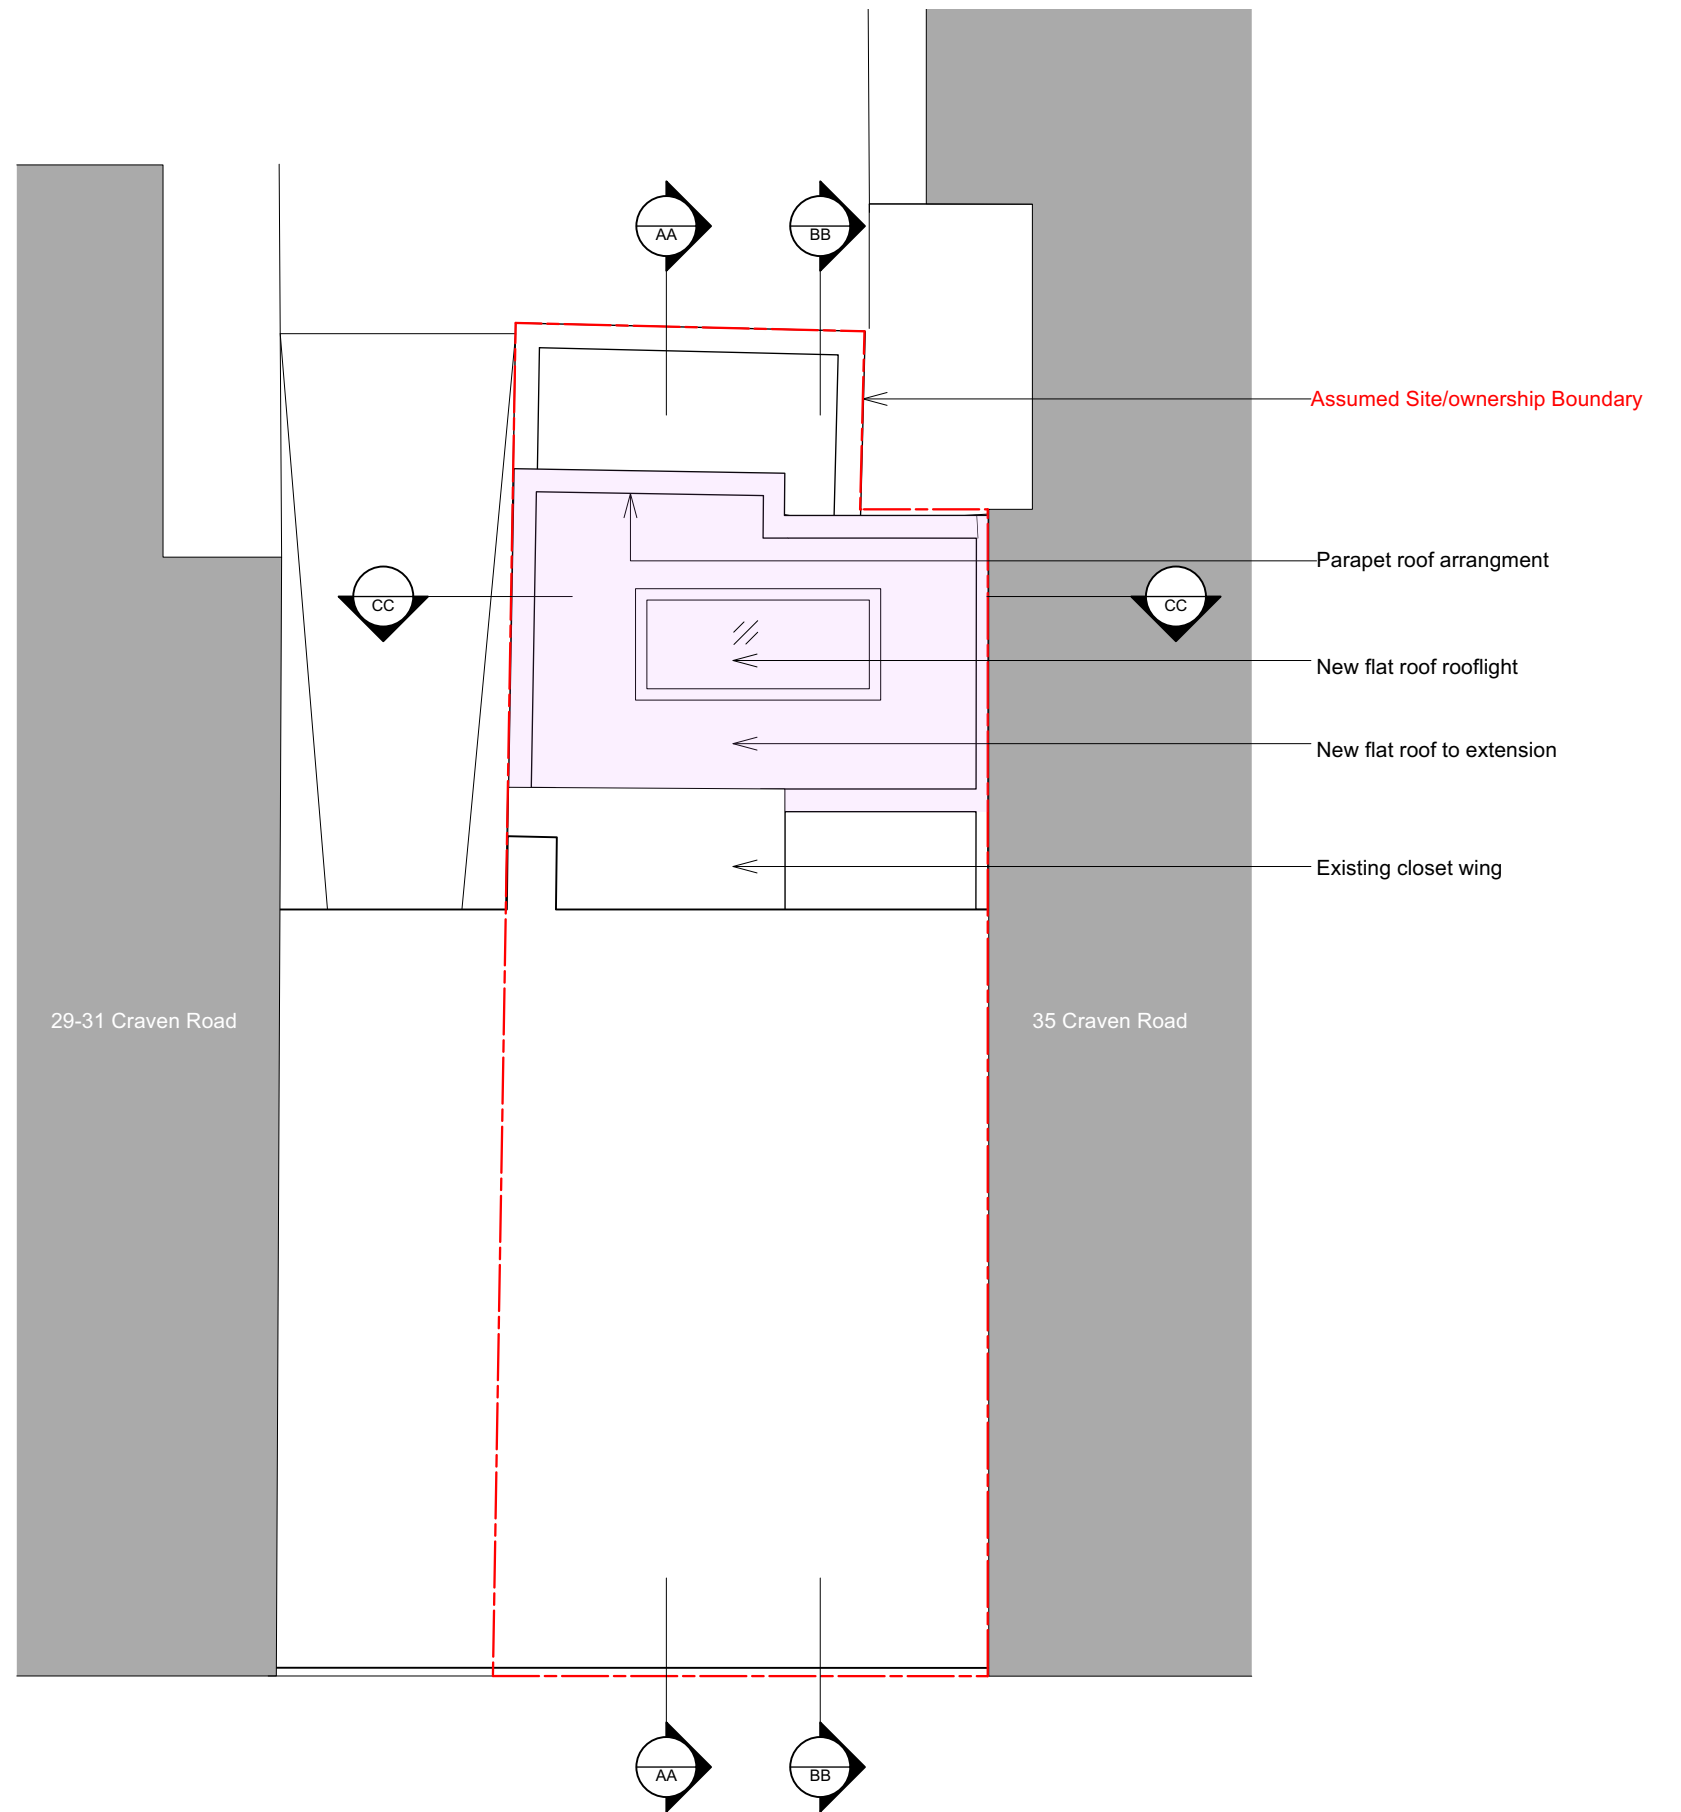 AA
BB
Assumed Site/ownership Boundary
Parapet roof arrangment
CC
CC
New flat roof rooflight
New flat roof to extension
Existing closet wing
29-31 Craven Road
35 Craven Road
AA
BB